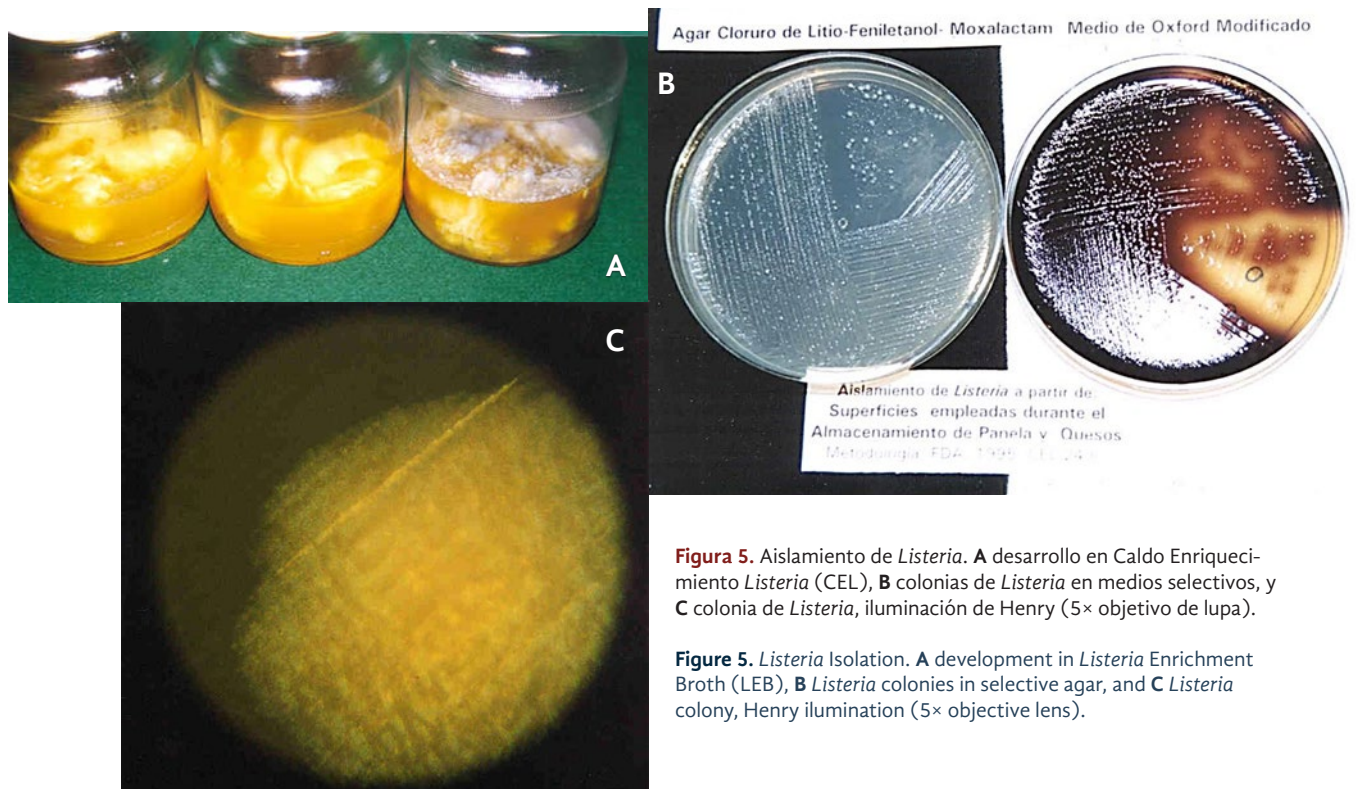 Agar Cloruro de Litio-Feniletanol- Moxalactam Medio de Oxford Modificado
B
A
C
Aislamiento de Listeria a partir de
Superficies empleadas durante el
Almacenamiento de Panela y Quesos
FDA, 1995
Figura 5. Aislamiento de Listeria. A desarrollo en Caldo Enriqueci-
miento Listeria (CEL), B colonias de Listeria en medios selectivos, y
C colonia de Listeria, iluminación de Henry (5× objetivo de lupa).
Figure 5. Listeria Isolation. A development in Listeria Enrichment
Broth (LEB), B Listeria colonies in selective agar, and C Listeria
colony, Henry ilumination (5× objective lens).